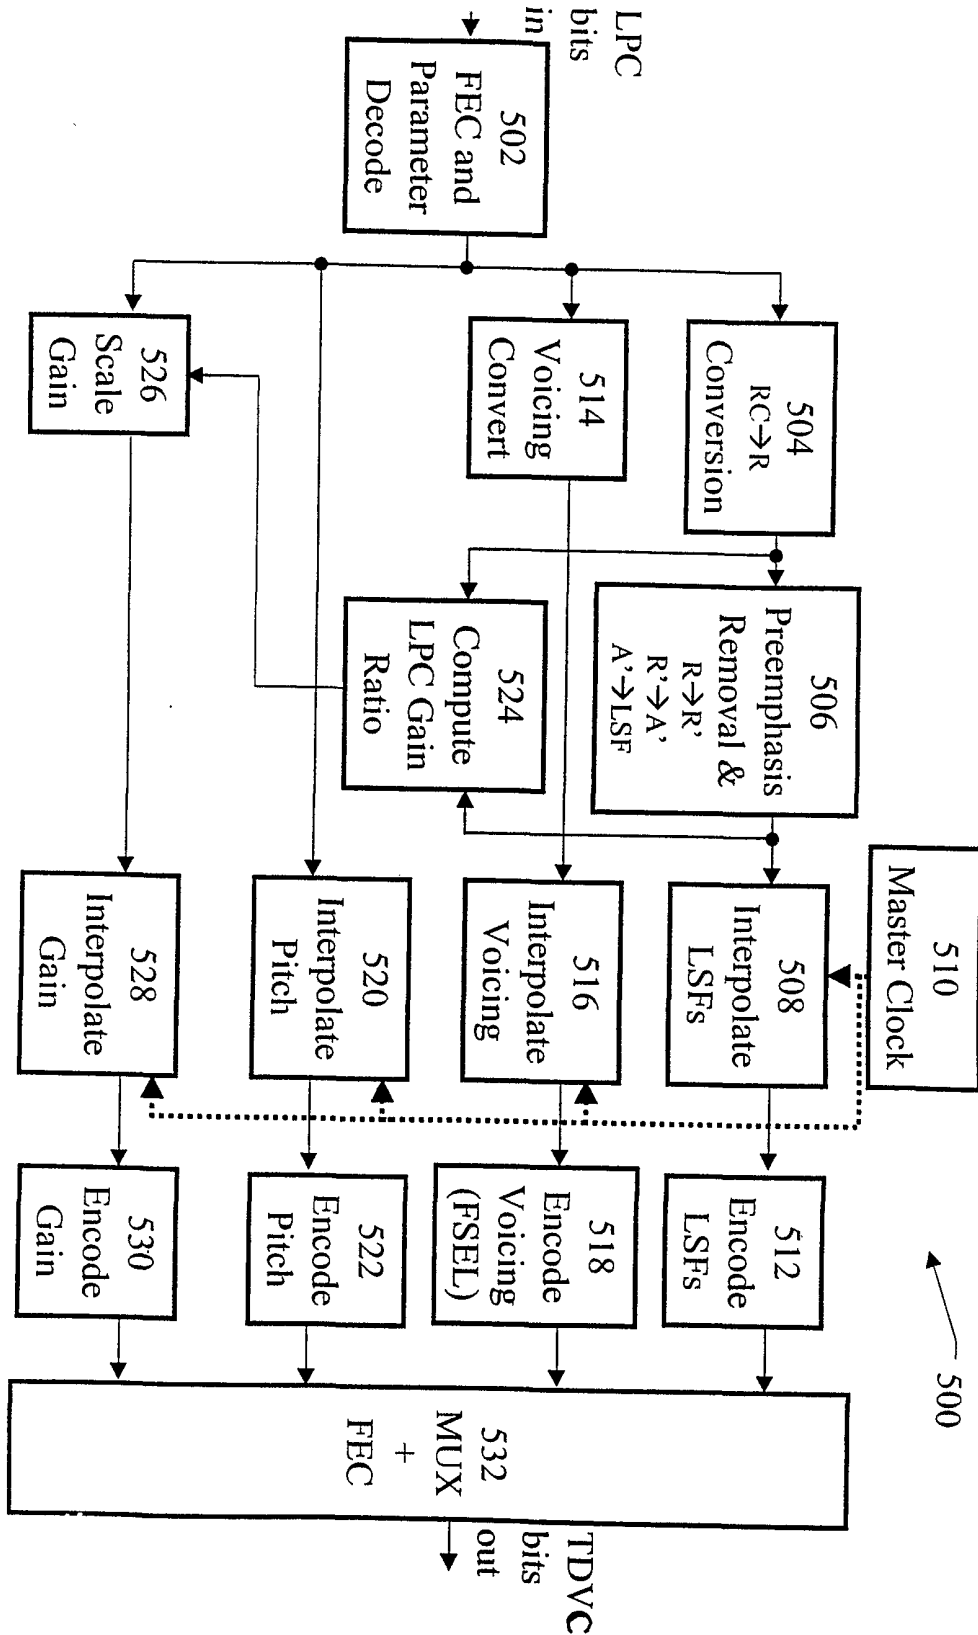 LPC
bits
in
502
FEC and
Parameter
Decode
504
RC→R
Conversion
506
Preemphasis
Removal &
R→R'
R'→A'
A'→LSF
510
Master Clock
508
Interpolate
LSFs
512
Encode
LSFs
500
514
Voicing
Convert
516
Interpolate
Voicing
518
Encode
Voicing
(FSEL)
524
Compute
LPC Gain
Ratio
520
Interpolate
Pitch
522
Encode
Pitch
526
Scale
Gain
528
Interpolate
Gain
530
Encode
Gain
532
MUX
+
FEC
TDVC
bits
out